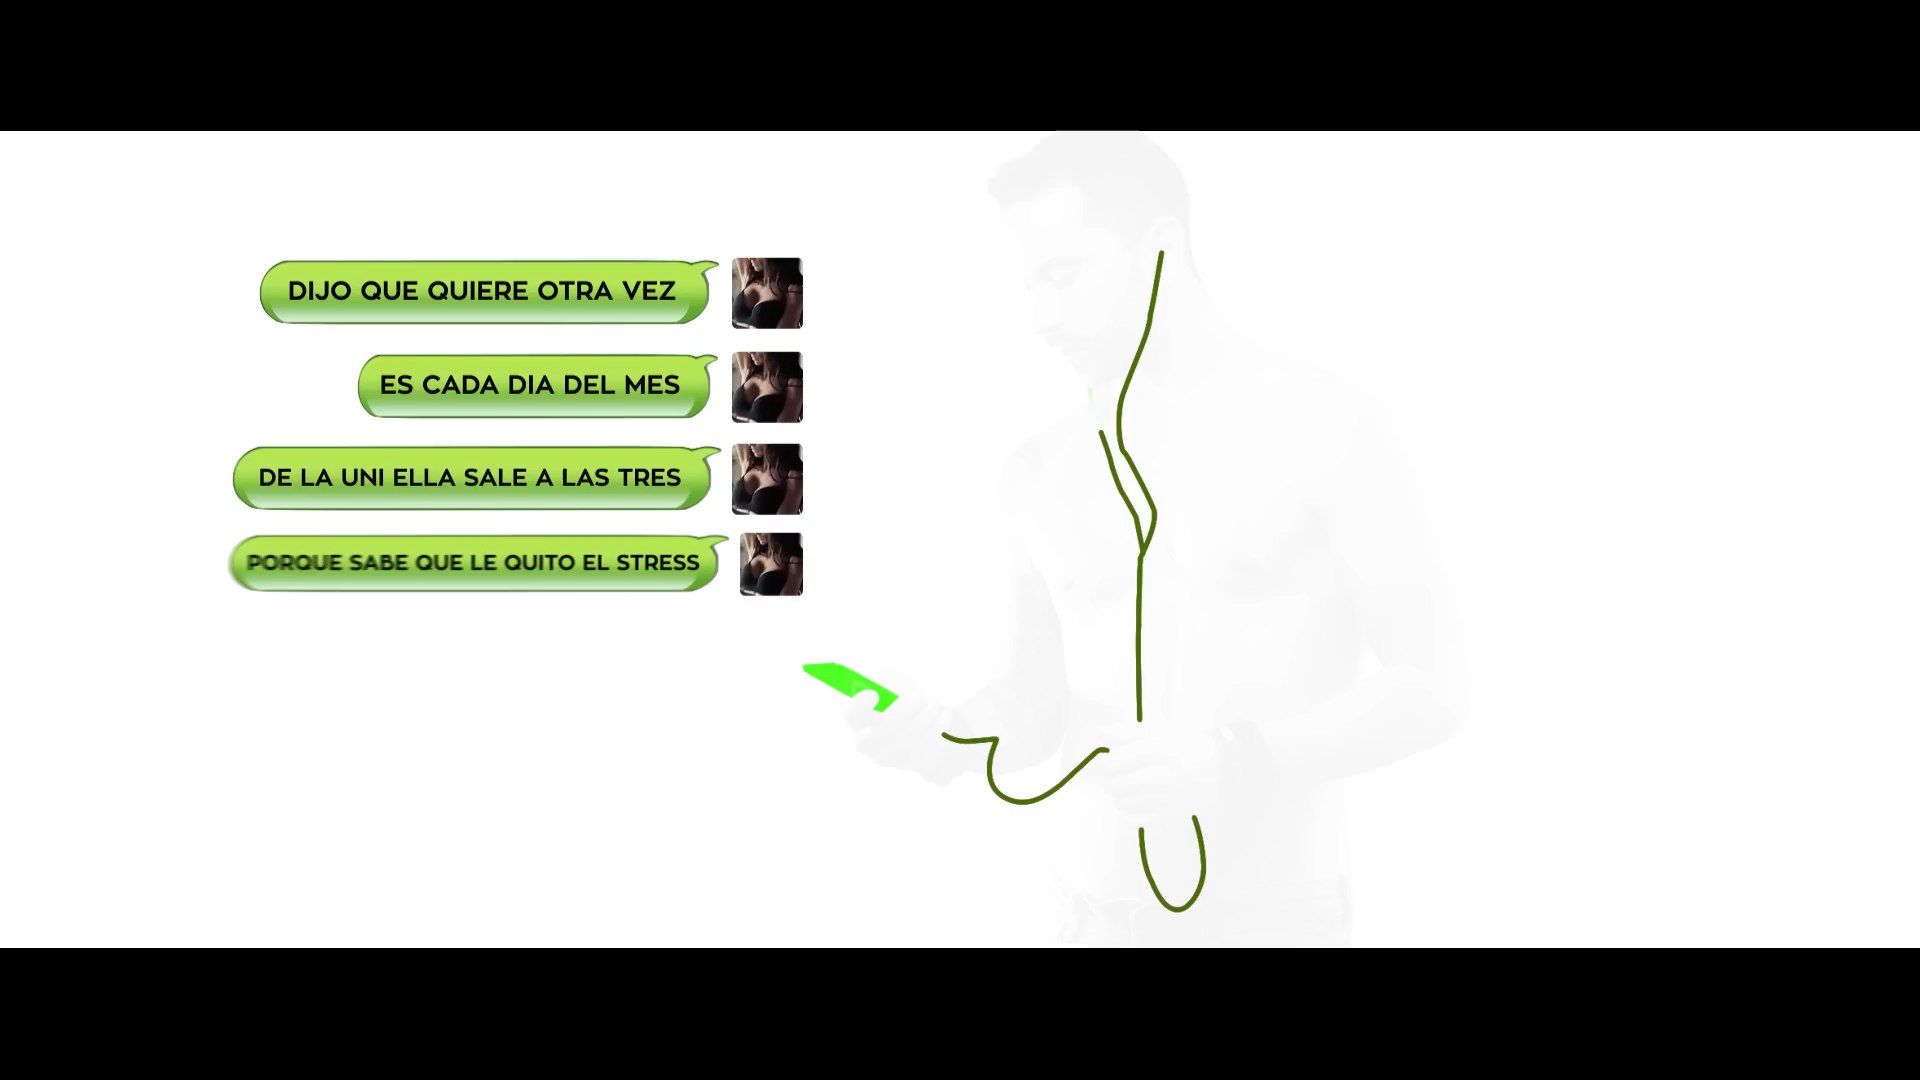 DIJO QUE QUIERE OTRA VEZ
ES CADA DIA DEL MES
DE LA UNI ELLA SALE A LAS TRES
PORQUE SABE QUE LE QUITO EL STRESS